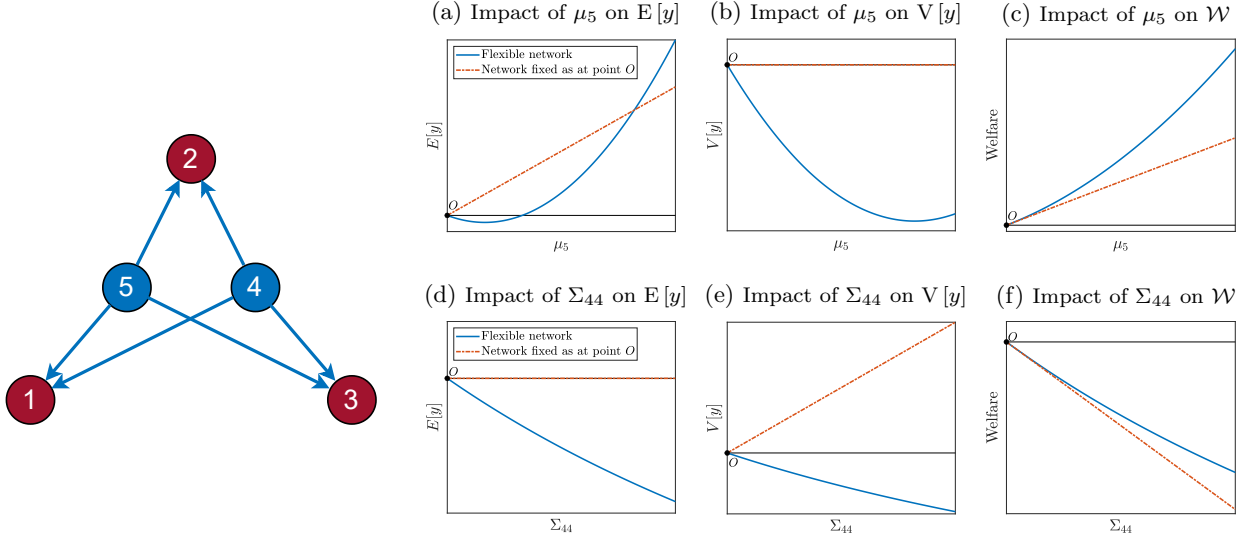 2
5
4
1
3
(a) Impact of μ₅ on E [y]
Flexible network
Network fixed as at point O
O
E[y]
μ₅
(b) Impact of μ₅ on V [y]
O
V[y]
μ₅
(c) Impact of μ₅ on 𝒲
O
Welfare
μ₅
(d) Impact of Σ₄₄ on E [y]
Flexible network
Network fixed as at point O
O
E[y]
Σ₄₄
(e) Impact of Σ₄₄ on V [y]
O
V[y]
Σ₄₄
(f) Impact of Σ₄₄ on 𝒲
O
Welfare
Σ₄₄